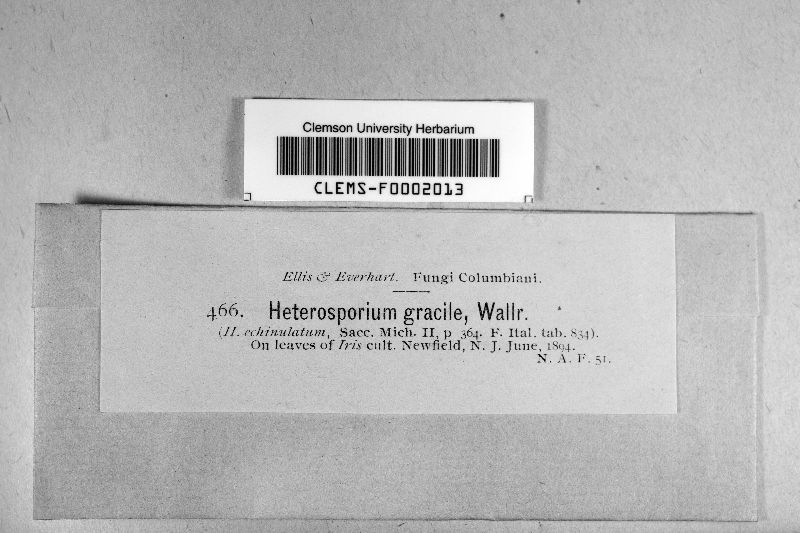 Clemson University Herbarium
CLEMS-F0002013
Ellis & Everhart. Fungi Columbiani.
466. Heterosporium gracile, Wallr.
(H. echinulatum, Sacc. Mich. II, p 364. F. Ital. tab. 834).
On leaves of Iris cult. Newfield, N. J. June, 1894.
N. A. F. 51.